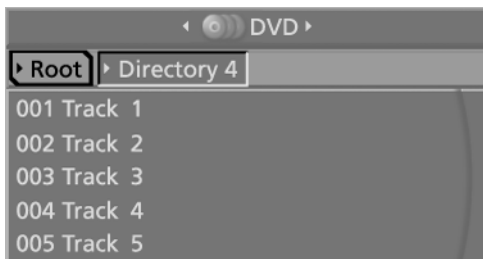 DVD
Root Directory 4
001 Track 1
002 Track 2
003 Track 3
004 Track 4
005 Track 5